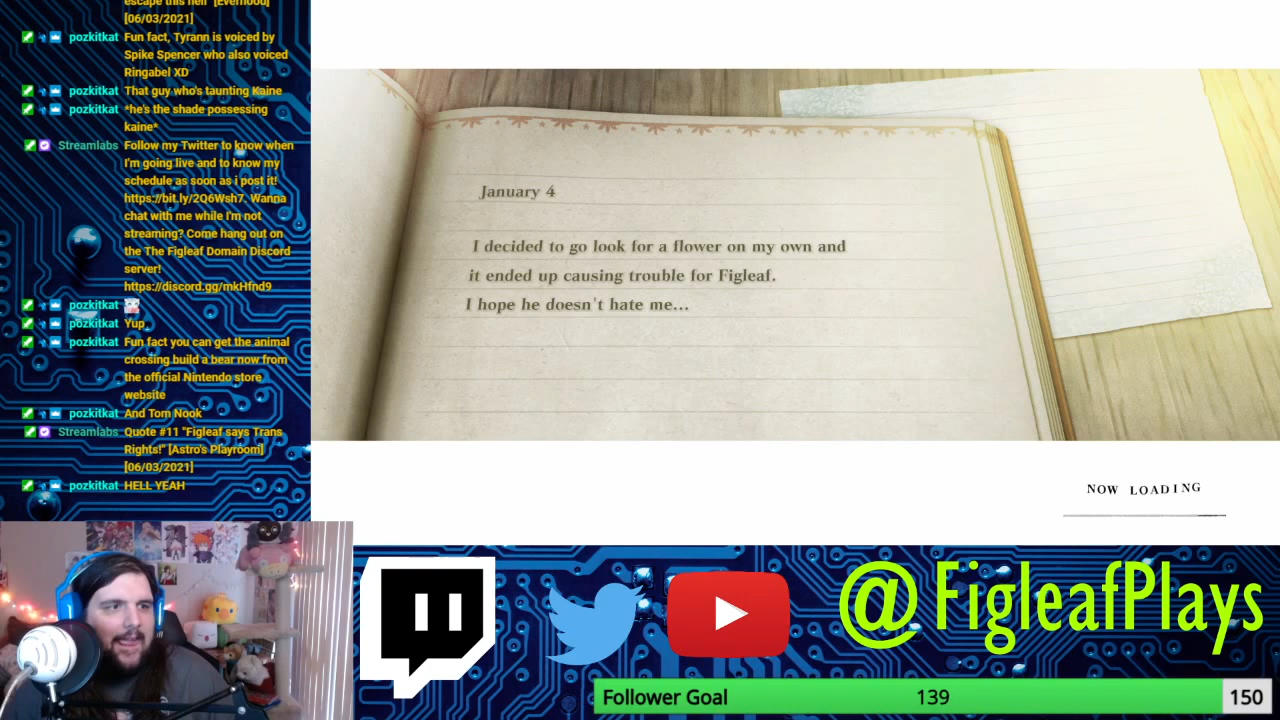 escape this hell" [Everhood]
[06/03/2021]
pozkitkat Fun fact, Tyrann is voiced by
Spike Spencer who also voiced
Ringabel XD
pozkitkat That guy who's taunting Kaine
pozkitkat *he's the shade possessing
kaine*
Streamlabs Follow my Twitter to know when
I'm going live and to know my
schedule as soon as i post it!
https://bit.ly/2O6Wsh7. Wanna
chat with me while I'm not
streaming? Come hang out on
the The Figleaf Domain Discord
server!
https://discord.gg/mkHfnd9
pozkitkat
pozkitkat Yup
pozkitkat Fun fact you can get the animal
crossing build a bear now from
the official Nintendo store
website
pozkitkat And Tom Nook
Streamlabs Quote #11 "Figleaf says Trans
Rights!" [Astro's Playroom]
[06/03/2021]
pozkitkat HELL YEAH
January 4
I decided to go look for a flower on my own and
it ended up causing trouble for Figleaf.
I hope he doesn't hate me...
NOW LOADING
@FigleafPlays
Follower Goal 139 150